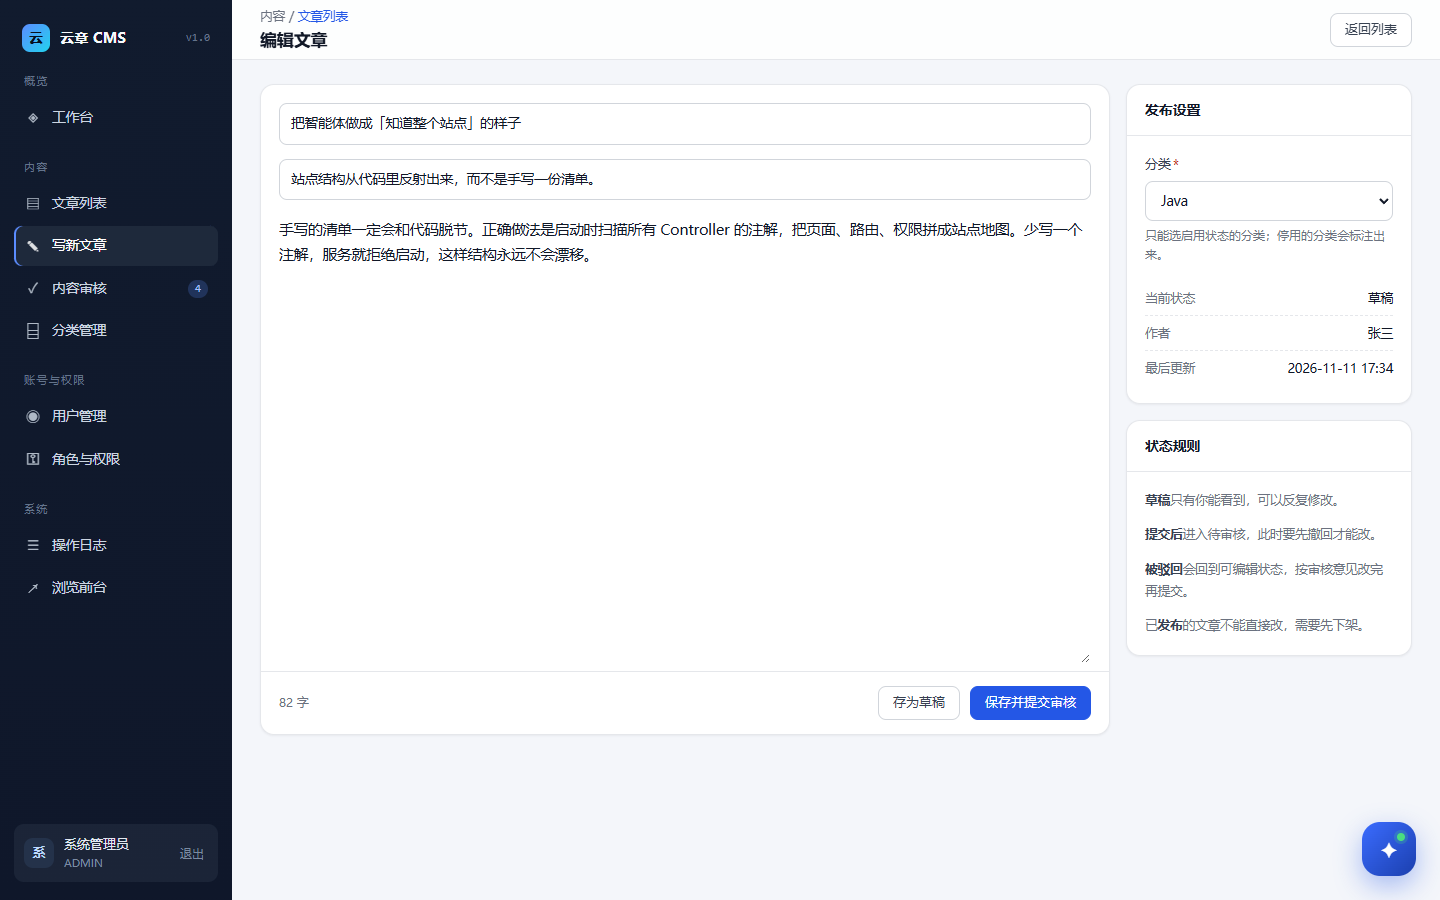 云 云章 CMS v1.0
概览
工作台
内容
文章列表
写新文章
内容审核 4
分类管理
账号与权限
用户管理
角色与权限
系统
操作日志
浏览前台
系 系统管理员
ADMIN
退出
内容 / 文章列表
编辑文章
返回列表
把智能体做成「知道整个站点」的样子
站点结构从代码里反射出来，而不是手写一份清单。
手写的清单一定会和代码脱节。正确做法是启动时扫描所有 Controller 的注解，把页面、路由、权限拼成站点地图。少写一个
注解，服务就拒绝启动，这样结构永远不会漂移。
82 字
存为草稿
保存并提交审核
发布设置
分类*
Java
只能选启用状态的分类；停用的分类会标注出
来。
当前状态 草稿
作者 张三
最后更新 2026-11-11 17:34
状态规则
草稿只有你能看到，可以反复修改。
提交后进入待审核，此时要先撤回才能改。
被驳回会回到可编辑状态，按审核意见改完
再提交。
已发布的文章不能直接改，需要先下架。